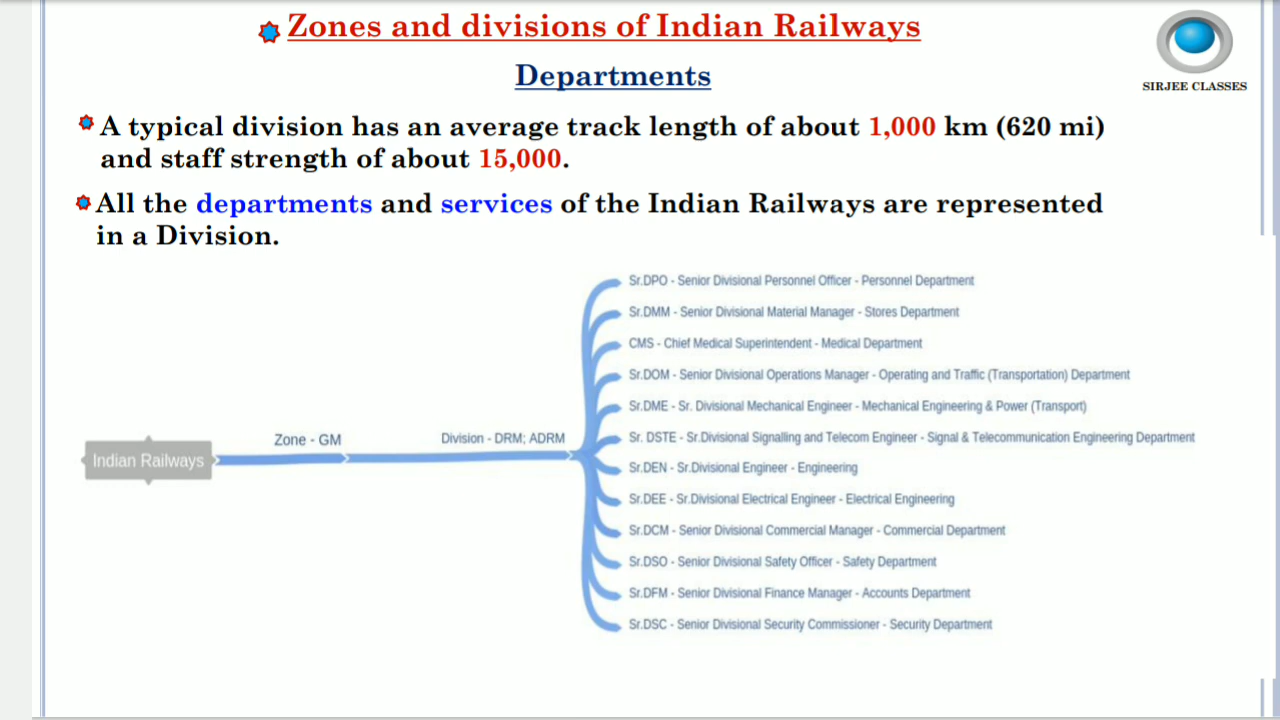 Zones and divisions of Indian Railways
SIRJEE CLASSES
Departments
A typical division has an average track length of about 1,000 km (620 mi)
and staff strength of about 15,000.
All the departments and services of the Indian Railways are represented
in a Division.
Indian Railways
Zone - GM
Division - DRM; ADRM
Sr.DPO - Senior Divisional Personnel Officer - Personnel Department
Sr.DMM - Senior Divisional Material Manager - Stores Department
CMS - Chief Medical Superintendent - Medical Department
Sr.DOM - Senior Divisional Operations Manager - Operating and Traffic (Transportation) Department
Sr.DME - Sr. Divisional Mechanical Engineer - Mechanical Engineering & Power (Transport)
Sr. DSTE - Sr.Divisional Signalling and Telecom Engineer - Signal & Telecommunication Engineering Department
Sr.DEN - Sr.Divisional Engineer - Engineering
Sr.DEE - Sr.Divisional Electrical Engineer - Electrical Engineering
Sr.DCM - Senior Divisional Commercial Manager - Commercial Department
Sr.DSO - Senior Divisional Safety Officer - Safety Department
Sr.DFM - Senior Divisional Finance Manager - Accounts Department
Sr.DSC - Senior Divisional Security Commissioner - Security Department